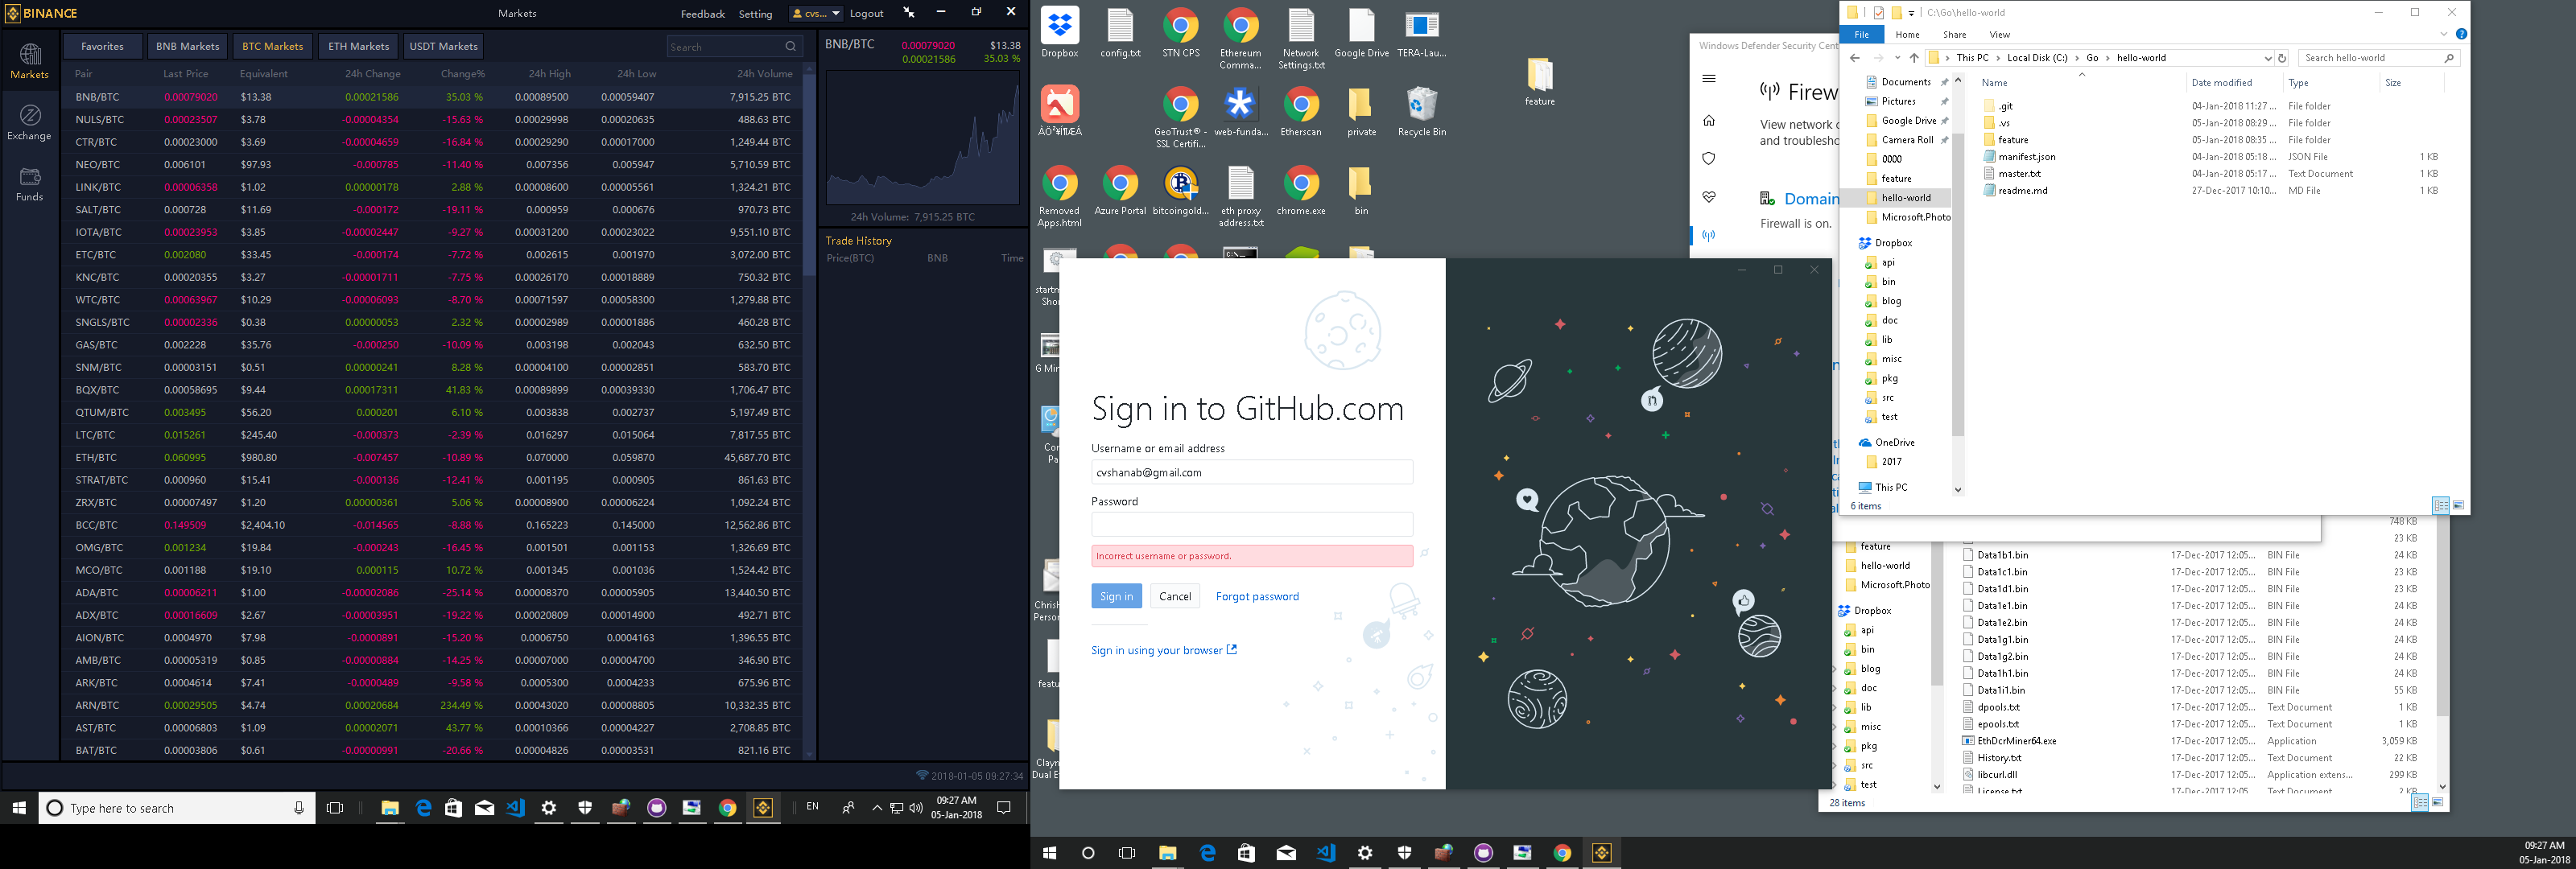 BINANCE
Markets
Feedback Setting cvs... Logout
Markets
Exchange
Funds
Favorites BNB Markets BTC Markets ETH Markets USDT Markets Search
Pair Last Price Equivalent 24h Change Change% 24h High 24h Low 24h Volume
BNB/BTC 0.00079020 $13.38 0.00021586 35.03 % 0.00089500 0.00059407 7,915.25 BTC
NULS/BTC 0.00023507 $3.78 -0.00004354 -15.63 % 0.00029998 0.00020635 488.63 BTC
CTR/BTC 0.00023000 $3.69 -0.00004659 -16.84 % 0.00029290 0.00017000 1,249.44 BTC
NEO/BTC 0.006101 $97.93 -0.000785 -11.40 % 0.007356 0.005947 5,710.59 BTC
LINK/BTC 0.00006358 $1.02 0.00000178 2.88 % 0.00008600 0.00005561 1,324.21 BTC
SALT/BTC 0.000728 $11.69 -0.000172 -19.11 % 0.000959 0.000676 970.73 BTC
IOTA/BTC 0.00023953 $3.85 -0.00002447 -9.27 % 0.00031200 0.00023022 9,551.10 BTC
ETC/BTC 0.002080 $33.45 -0.000174 -7.72 % 0.002615 0.001970 3,072.00 BTC
KNC/BTC 0.00020355 $3.27 -0.00001711 -7.75 % 0.00026170 0.00018889 750.32 BTC
WTC/BTC 0.00063967 $10.29 -0.00006093 -8.70 % 0.00071597 0.00058300 1,279.88 BTC
SNGLS/BTC 0.00002336 $0.38 0.00000053 2.32 % 0.00002989 0.00001886 460.28 BTC
GAS/BTC 0.002228 $35.76 -0.000250 -10.09 % 0.003198 0.002043 632.50 BTC
SNM/BTC 0.00003151 $0.51 0.00000241 8.28 % 0.00004100 0.00002851 583.70 BTC
BQX/BTC 0.00058695 $9.44 0.00017311 41.83 % 0.00089899 0.00039330 1,706.47 BTC
QTUM/BTC 0.003495 $56.20 0.000201 6.10 % 0.003838 0.002737 5,197.49 BTC
LTC/BTC 0.015261 $245.40 -0.000373 -2.39 % 0.016297 0.015064 7,817.55 BTC
ETH/BTC 0.060995 $980.80 -0.007457 -10.89 % 0.070000 0.059870 45,687.70 BTC
STRAT/BTC 0.000960 $15.41 -0.000136 -12.41 % 0.001195 0.000905 861.63 BTC
ZRX/BTC 0.00007497 $1.20 0.00000361 5.06 % 0.00008900 0.00006224 1,092.24 BTC
BCC/BTC 0.149509 $2,404.10 -0.014565 -8.88 % 0.165223 0.145000 12,562.86 BTC
OMG/BTC 0.001234 $19.84 -0.000243 -16.45 % 0.001501 0.001153 1,326.69 BTC
MCO/BTC 0.001188 $19.10 0.000115 10.72 % 0.001345 0.001036 1,524.42 BTC
ADA/BTC 0.00006211 $1.00 -0.00002086 -25.14 % 0.00008370 0.00005905 13,440.50 BTC
ADX/BTC 0.00016609 $2.67 -0.00003951 -19.22 % 0.00020809 0.00014900 492.71 BTC
AION/BTC 0.0004970 $7.98 -0.0000891 -15.20 % 0.0006750 0.0004163 1,396.55 BTC
AMB/BTC 0.00005319 $0.85 -0.00000884 -14.25 % 0.00007000 0.00004700 346.90 BTC
ARK/BTC 0.0004614 $7.41 -0.0000489 -9.58 % 0.0005300 0.0004233 675.96 BTC
ARN/BTC 0.00029505 $4.74 0.00020684 234.49 % 0.00043020 0.00008805 10,332.35 BTC
AST/BTC 0.00006803 $1.09 0.00002071 43.77 % 0.00010366 0.00004227 2,708.85 BTC
BAT/BTC 0.00003806 $0.61 -0.00000991 -20.66 % 0.00004826 0.00003531 821.16 BTC
BNB/BTC 0.00079020 $13.38
0.00021586 35.03 %
24h Volume: 7,915.25 BTC
Trade History
Price(BTC) BNB Time
2018-01-05 09:27:34
Type here to search
EN
09:27 AM
05-Jan-2018
Dropbox
config.txt
STN CPS
Ethereum Comma...
Network Settings.txt
Google Drive
TERA-Lau...
ÄÖ²¥ÍÆÁ
GeoTrust® - SSL Certifi...
web-funda...
Etherscan
private
Recycle Bin
feature
Removed Apps.html
Azure Portal
bitcoingold...
eth proxy address.txt
chrome.exe
bin
Sign in to GitHub.com
Username or email address
cvshanab@gmail.com
Password
Incorrect username or password.
Sign in Cancel Forgot password
Sign in using your browser
Windows Defender Security Cent
Firew
View network
and troublesho
Domain
Firewall is on.
C:\Go\hello-world
File Home Share View
This PC Local Disk (C:) Go hello-world Search hello-world
Documents
Pictures
Google Drive
Camera Roll
0000
feature
hello-world
Microsoft.Photo
Dropbox
api
bin
blog
doc
lib
misc
pkg
src
test
OneDrive
2017
This PC
6 items
Name Date modified Type Size
.git 04-Jan-2018 11:27 ... File folder
.vs 05-Jan-2018 08:29 ... File folder
feature 05-Jan-2018 08:35 ... File folder
manifest.json 04-Jan-2018 05:18 ... JSON File 1 KB
master.txt 04-Jan-2018 05:17 ... Text Document 1 KB
readme.md 27-Dec-2017 10:10... MD File 1 KB
feature
hello-world
Microsoft.Photo
Dropbox
api
bin
blog
doc
lib
misc
pkg
src
test
748 KB
23 KB
Data1b1.bin 17-Dec-2017 12:05... BIN File 24 KB
Data1c1.bin 17-Dec-2017 12:05... BIN File 23 KB
Data1d1.bin 17-Dec-2017 12:05... BIN File 23 KB
Data1e1.bin 17-Dec-2017 12:05... BIN File 24 KB
Data1e2.bin 17-Dec-2017 12:05... BIN File 24 KB
Data1g1.bin 17-Dec-2017 12:05... BIN File 24 KB
Data1g2.bin 17-Dec-2017 12:05... BIN File 24 KB
Data1h1.bin 17-Dec-2017 12:05... BIN File 24 KB
Data1i1.bin 17-Dec-2017 12:05... BIN File 55 KB
dpools.txt 17-Dec-2017 12:05... Text Document 1 KB
epools.txt 17-Dec-2017 12:05... Text Document 1 KB
EthDcrMiner64.exe 17-Dec-2017 12:05... Application 3,059 KB
History.txt 17-Dec-2017 12:05... Text Document 22 KB
libcurl.dll 17-Dec-2017 12:05... Application extens... 299 KB
License.txt 17-Dec-2017 12:05... Text Document 2 KB
28 items
09:27 AM
05-Jan-2018